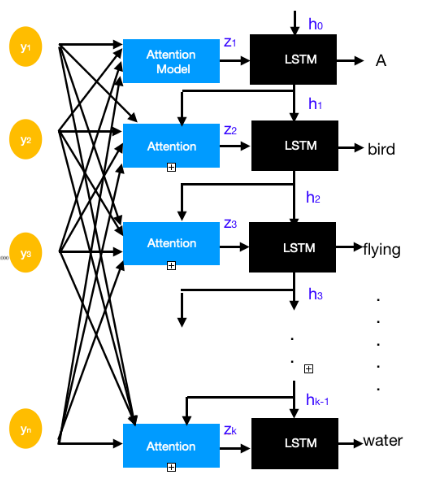 h0
y1
z1
Attention
Model
LSTM
A
h1
y2
z2
Attention
LSTM
bird
h2
z3
y3
Attention
LSTM
flying
h3
hk-1
yn
zk
Attention
LSTM
water